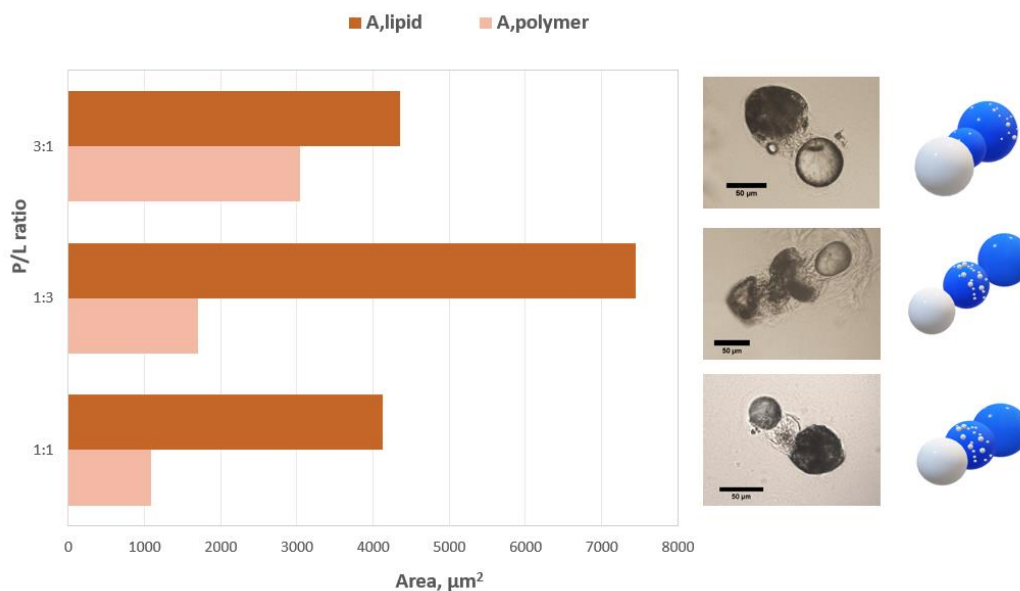 A,lipid A,polymer
P/L ratio
3:1
50 µm
1:3
50 µm
1:1
50 µm
0 1000 2000 3000 4000 5000 6000 7000 8000
Area, µm²